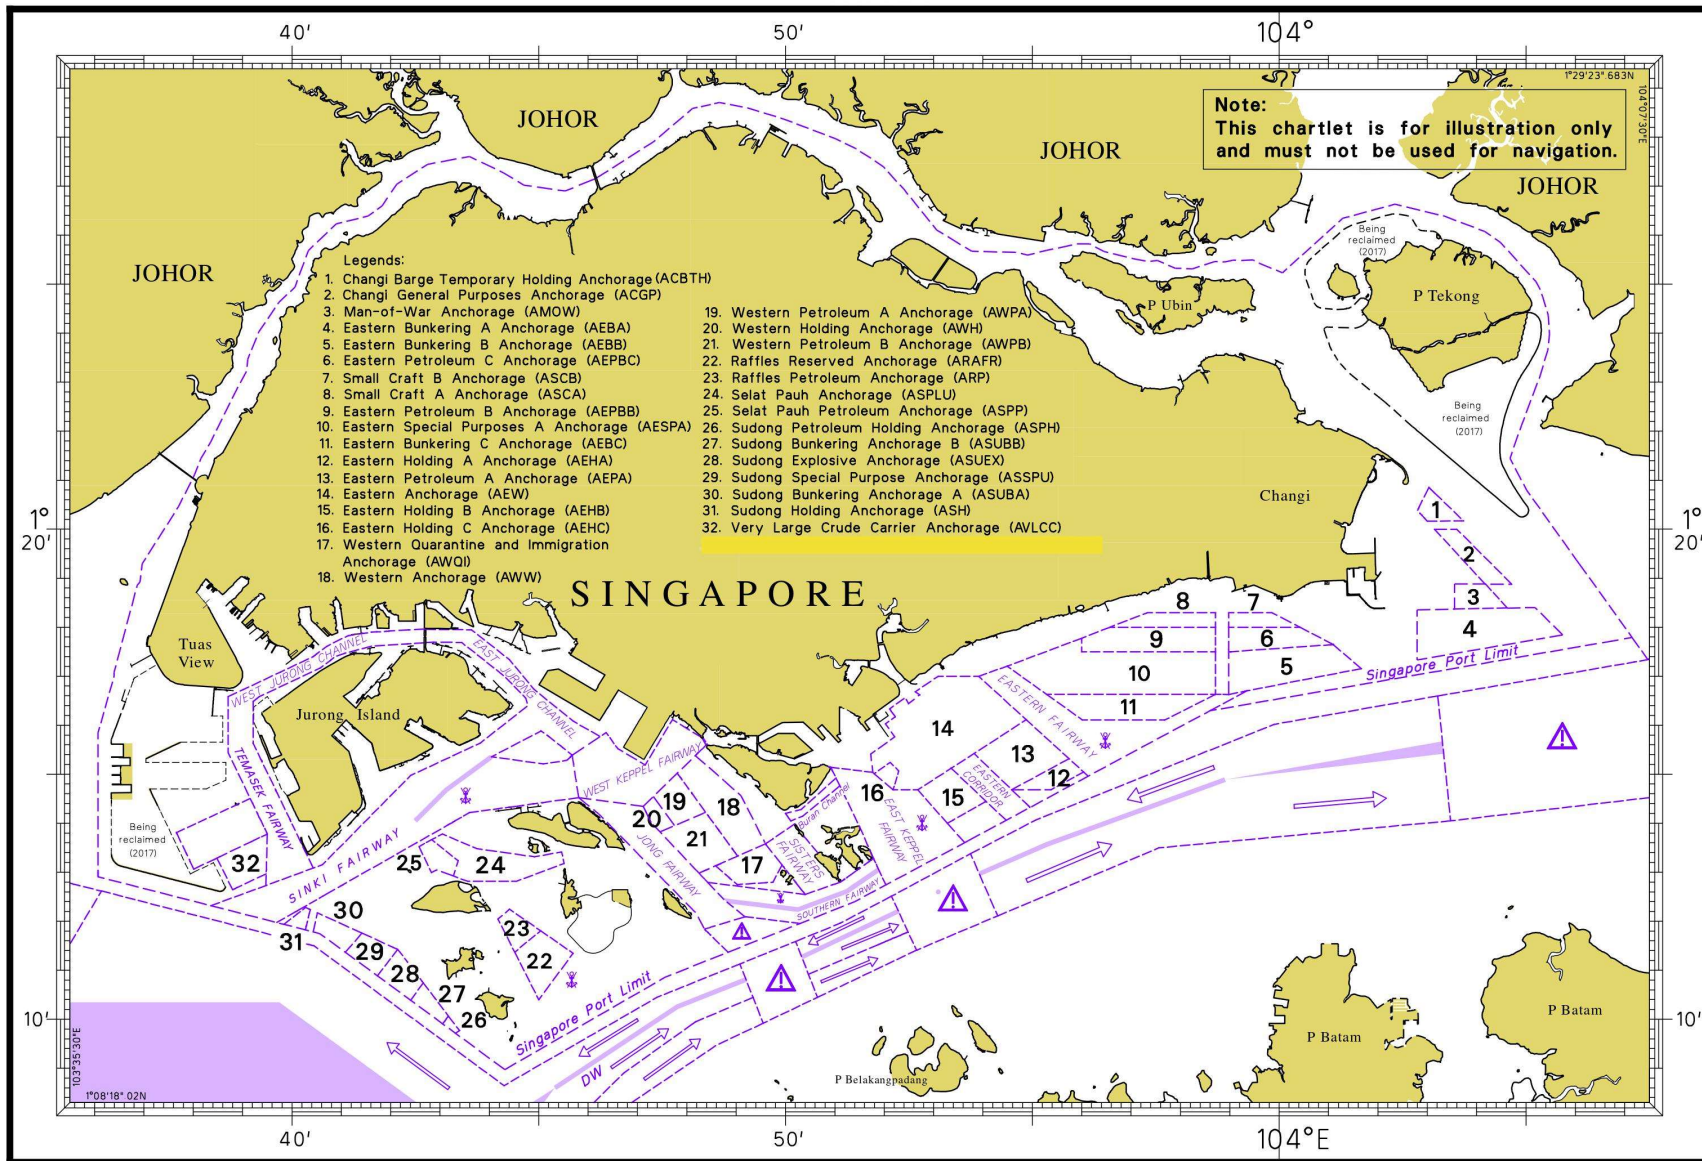 40' 50' 104°
1°29'23".683N
104°07'30"E
Note:
This chartlet is for illustration only
and must not be used for navigation.
JOHOR
JOHOR
JOHOR
JOHOR
Being
reclaimed
(2017)
P Tekong
P Ubin
Being
reclaimed
(2017)
Legends:
1. Changi Barge Temporary Holding Anchorage (ACBTH)
2. Changi General Purposes Anchorage (ACGP)
3. Man-of-War Anchorage (AMOW)
4. Eastern Bunkering A Anchorage (AEBA)
5. Eastern Bunkering B Anchorage (AEBB)
6. Eastern Petroleum C Anchorage (AEPBC)
7. Small Craft B Anchorage (ASCB)
8. Small Craft A Anchorage (ASCA)
9. Eastern Petroleum B Anchorage (AEPBB)
10. Eastern Special Purposes A Anchorage (AESPA)
11. Eastern Bunkering C Anchorage (AEBC)
12. Eastern Holding A Anchorage (AEHA)
13. Eastern Petroleum A Anchorage (AEPA)
14. Eastern Anchorage (AEW)
15. Eastern Holding B Anchorage (AEHB)
16. Eastern Holding C Anchorage (AEHC)
17. Western Quarantine and Immigration
Anchorage (AWQI)
18. Western Anchorage (AWW)
19. Western Petroleum A Anchorage (AWPA)
20. Western Holding Anchorage (AWH)
21. Western Petroleum B Anchorage (AWPB)
22. Raffles Reserved Anchorage (ARAFR)
23. Raffles Petroleum Anchorage (ARP)
24. Selat Pauh Anchorage (ASPLU)
25. Selat Pauh Petroleum Anchorage (ASPP)
26. Sudong Petroleum Holding Anchorage (ASPH)
27. Sudong Bunkering Anchorage B (ASUBB)
28. Sudong Explosive Anchorage (ASUEX)
29. Sudong Special Purpose Anchorage (ASSPU)
30. Sudong Bunkering Anchorage A (ASUBA)
31. Sudong Holding Anchorage (ASH)
32. Very Large Crude Carrier Anchorage (AVLCC)
Changi
1°
20'
1°
20'
SINGAPORE
1
2
3
4
8
7
9
6
10
5
11
Singapore Port Limit
Tuas
View
WEST JURONG CHANNEL
EAST JURONG CHANNEL
Jurong Island
TEMASEK FAIRWAY
WEST KEPPEL FAIRWAY
EASTERN FAIRWAY
14
13
12
EASTERN
CORRIDOR
15
16
EAST KEPPEL
FAIRWAY
Buran Channel
19
18
20
21
17
SISTERS
FAIRWAY
JONG FAIRWAY
SOUTHERN FAIRWAY
Being
reclaimed
(2017)
32
SINKI FAIRWAY
25
24
30
31
29
28
27
26
23
22
Singapore Port Limit
DW
10'
10'
P Batam
P Batam
P Belakangpadang
103°35'30"E
1°08'18".02N
40' 50' 104°E